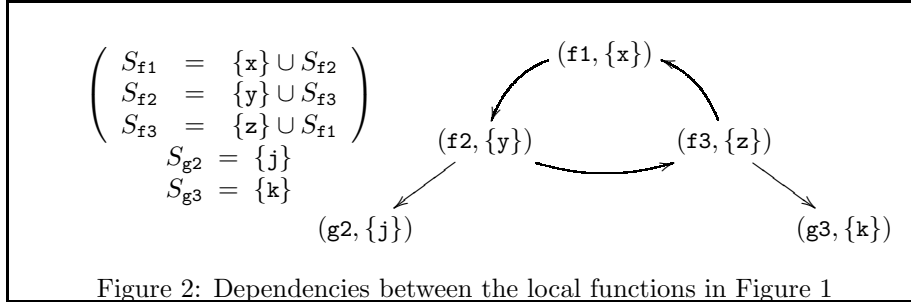 S_f1 = {x} ∪ S_f2
S_f2 = {y} ∪ S_f3
S_f3 = {z} ∪ S_f1
S_g2 = {j}
S_g3 = {k}
(f1, {x})
(f2, {y})
(f3, {z})
(g2, {j})
(g3, {k})
Figure 2: Dependencies between the local functions in Figure 1